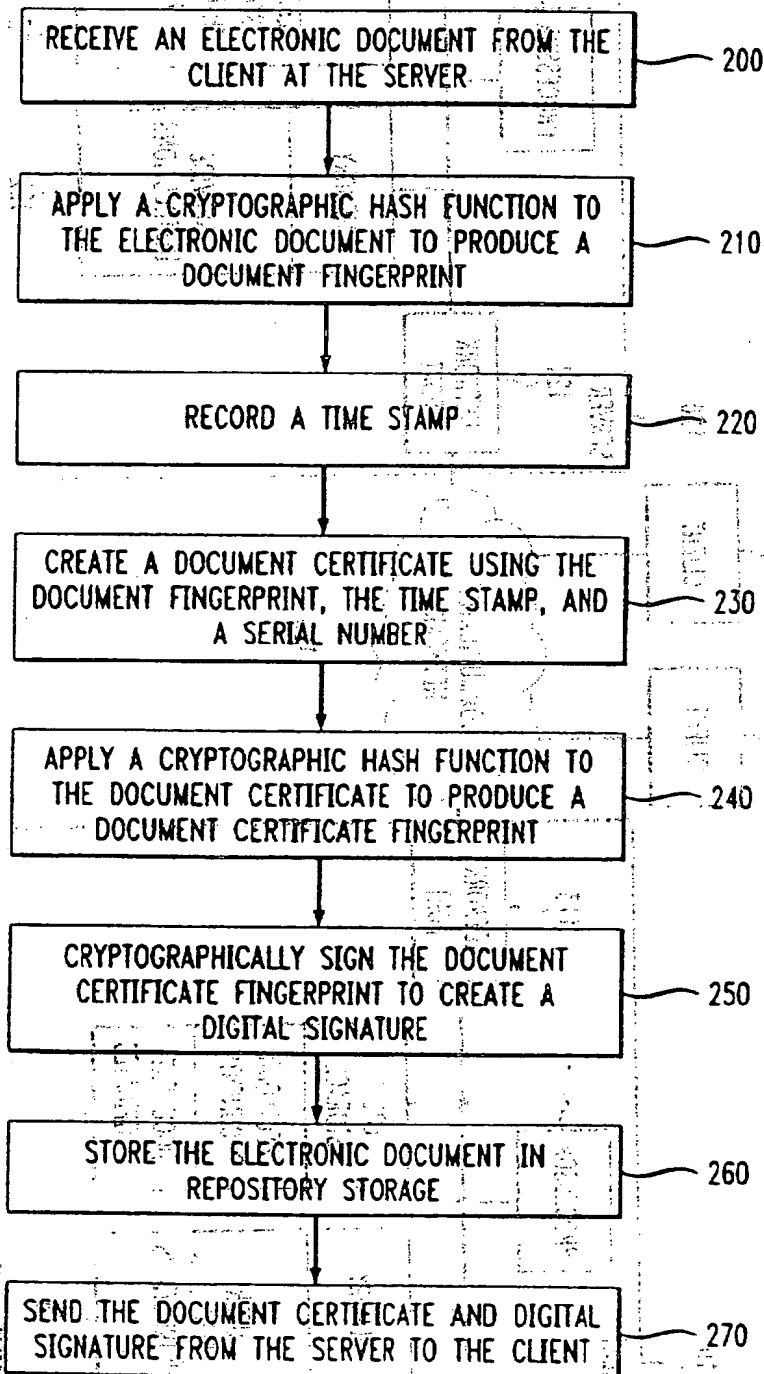 RECEIVE AN ELECTRONIC DOCUMENT FROM THE
CLIENT AT THE SERVER
200
APPLY A CRYPTOGRAPHIC HASH FUNCTION TO
THE ELECTRONIC DOCUMENT TO PRODUCE A
DOCUMENT FINGERPRINT
210
RECORD A TIME STAMP
220
CREATE A DOCUMENT CERTIFICATE USING THE
DOCUMENT FINGERPRINT, THE TIME STAMP, AND
A SERIAL NUMBER
230
APPLY A CRYPTOGRAPHIC HASH FUNCTION TO
THE DOCUMENT CERTIFICATE TO PRODUCE A
DOCUMENT CERTIFICATE FINGERPRINT
240
CRYPTOGRAPHICALLY SIGN THE DOCUMENT
CERTIFICATE FINGERPRINT TO CREATE A
DIGITAL SIGNATURE
250
STORE THE ELECTRONIC DOCUMENT IN
REPOSITORY STORAGE
260
SEND THE DOCUMENT CERTIFICATE AND DIGITAL
SIGNATURE FROM THE SERVER TO THE CLIENT
270